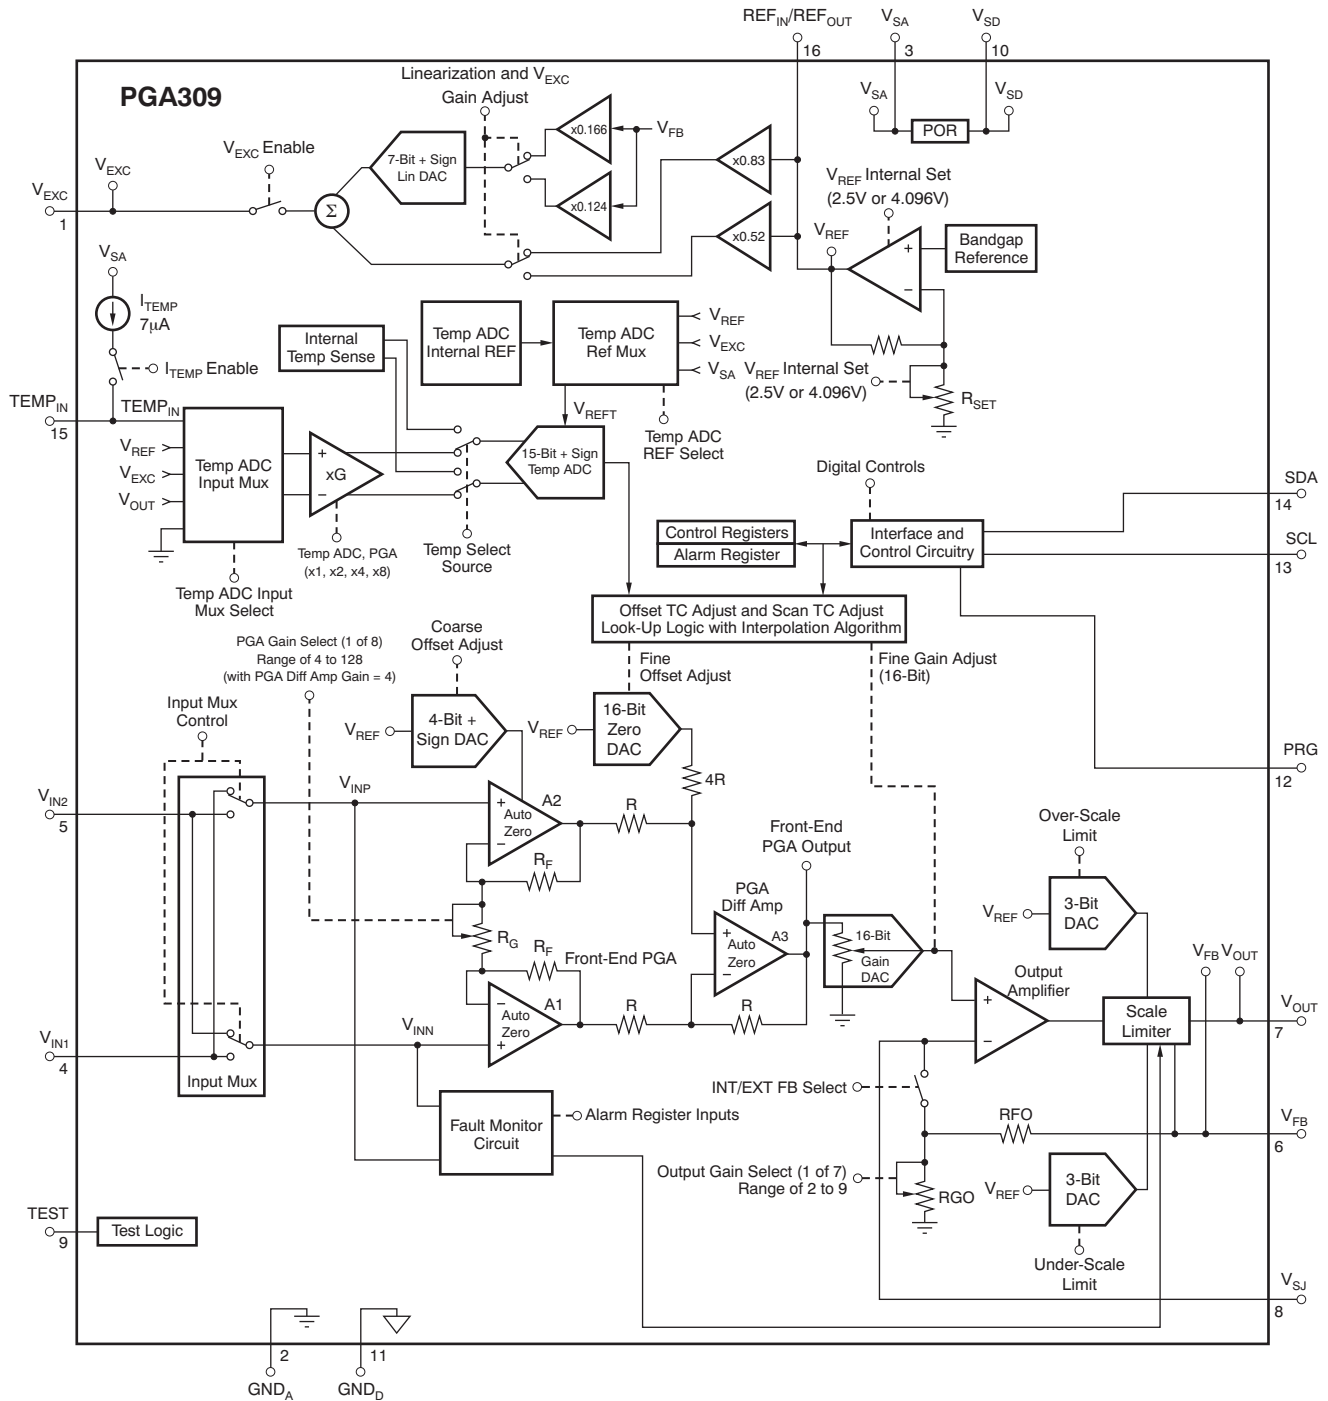 REF_IN/REF_OUT
16
V_SA
3
V_SD
10
PGA309
Linearization and V_EXC
Gain Adjust
x0.166
V_FB
x0.124
7-Bit + Sign
Lin DAC
x0.83
x0.52
V_SA
V_SD
POR
V_EXC Enable
V_EXC
V_EXC
1
Σ
V_REF Internal Set
(2.5V or 4.096V)
V_REF
+
−
Bandgap
Reference
V_SA
I_TEMP
7μA
I_TEMP Enable
Internal
Temp Sense
Temp ADC
Internal REF
Temp ADC
Ref Mux
V_REF
V_EXC
V_SA
V_REF Internal Set
(2.5V or 4.096V)
R_SET
V_REFT
Temp ADC
REF Select
TEMP_IN
15
TEMP_IN
V_REF
V_EXC
V_OUT
Temp ADC
Input Mux
+
xG
−
15-Bit + Sign
Temp ADC
Temp ADC, PGA
(x1, x2, x4, x8)
Temp Select
Source
Temp ADC Input
Mux Select
Digital Controls
Control Registers
Alarm Register
Interface and
Control Circuitry
SDA
14
SCL
13
Offset TC Adjust and Scan TC Adjust
Look-Up Logic with Interpolation Algorithm
PGA Gain Select (1 of 8)
Range of 4 to 128
(with PGA Diff Amp Gain = 4)
Coarse
Offset Adjust
Fine
Offset Adjust
Fine Gain Adjust
(16-Bit)
Input Mux
Control
V_REF
4-Bit +
Sign DAC
V_REF
16-Bit
Zero
DAC
4R
PRG
12
V_IN2
5
V_INP
+
Auto
Zero
−
A2
R
R_F
R_G
R_F
Front-End PGA
−
Auto
Zero
+
A1
R
R
Front-End
PGA Output
PGA
Diff Amp
+
Auto
Zero
−
A3
16-Bit
Gain
DAC
Over-Scale
Limit
V_REF
3-Bit
DAC
V_FB
V_OUT
Output
Amplifier
+
−
Scale
Limiter
V_OUT
7
V_IN1
4
V_INN
Input Mux
Fault Monitor
Circuit
Alarm Register Inputs
INT/EXT FB Select
RFO
V_FB
6
Output Gain Select (1 of 7)
Range of 2 to 9
RGO
V_REF
3-Bit
DAC
Under-Scale
Limit
TEST
9
Test Logic
V_SJ
8
2
GND_A
11
GND_D